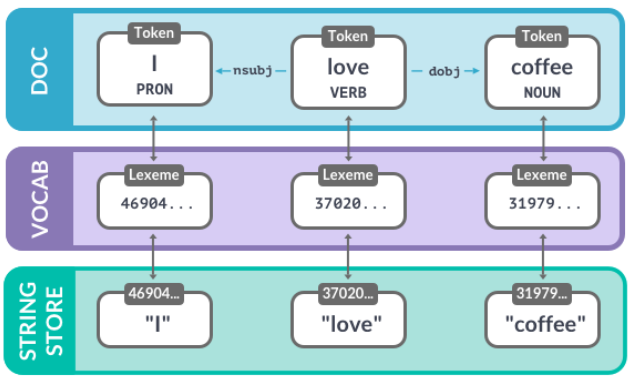 DOC
Token Token Token
I love coffee
nsubj dobj
PRON VERB NOUN
VOCAB
Lexeme Lexeme Lexeme
46904... 37020... 31979...
STRING
STORE
46904... 37020... 31979...
"I" "love" "coffee"